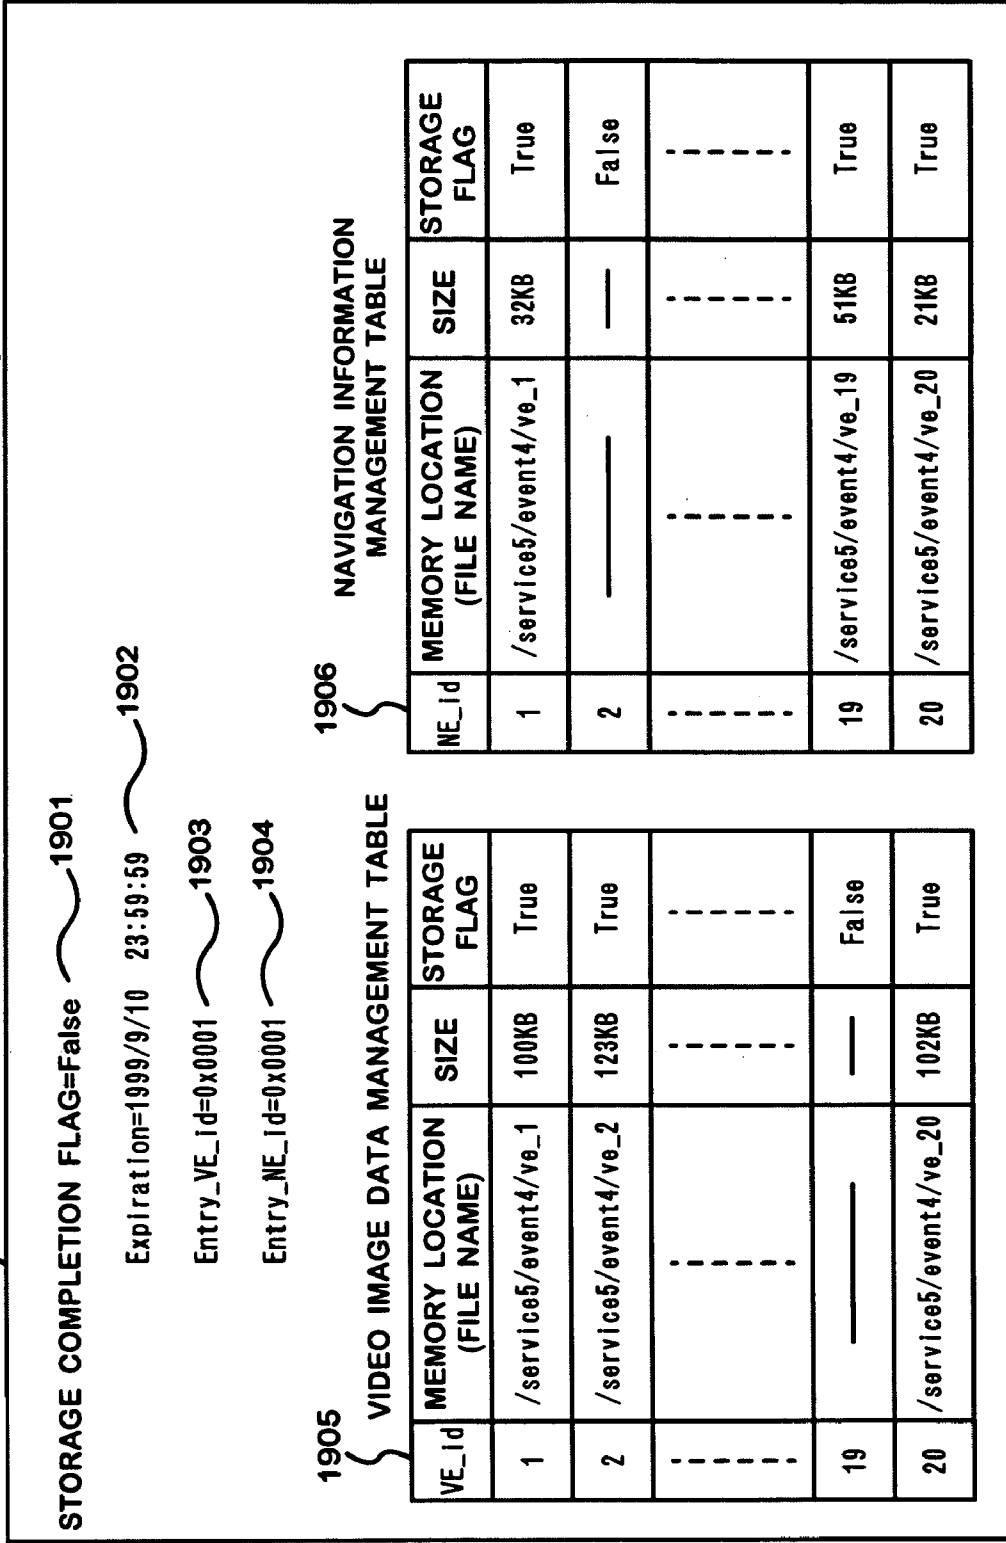 STORAGE COMPLETION FLAG=False 1901
Expiration=1999/9/10 23:59:59 1902
Entry_VE_id=0x0001 1903
Entry_NE_id=0x0001 1904
1905
VIDEO IMAGE DATA MANAGEMENT TABLE
VE_id MEMORY LOCATION (FILE NAME) SIZE STORAGE FLAG
1 /service5/event4/ve_1 100KB True
2 /service5/event4/ve_2 123KB True
19 False
20 /service5/event4/ve_20 102KB True
1906
NAVIGATION INFORMATION
MANAGEMENT TABLE
NE_id MEMORY LOCATION (FILE NAME) SIZE STORAGE FLAG
1 /service5/event4/ve_1 32KB True
2 False
19 /service5/event4/ve_19 51KB True
20 /service5/event4/ve_20 21KB True